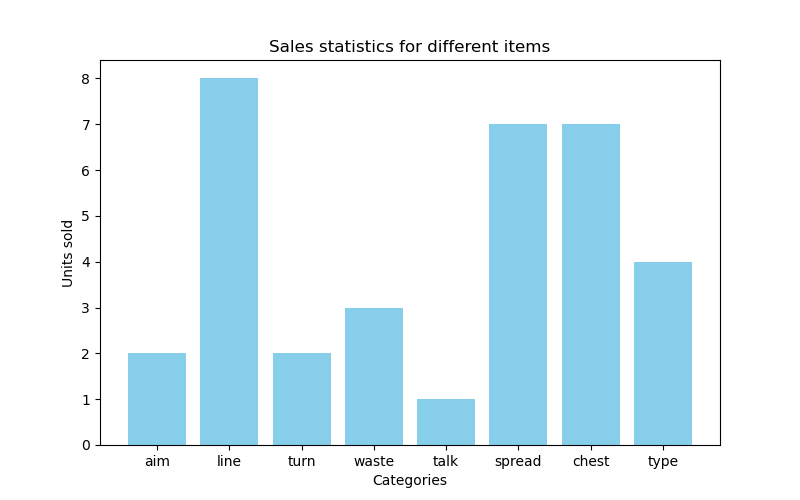 Sales statistics for different items
Units sold
8
7
6
5
4
3
2
1
0
aim line turn waste talk spread chest type
Categories